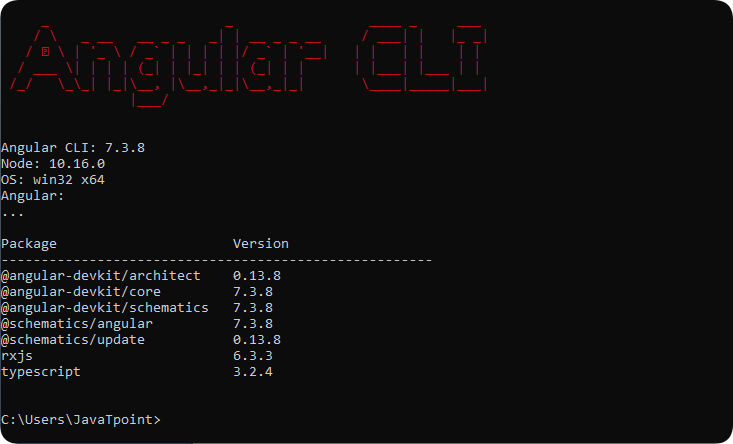 Angular CLI
Angular CLI: 7.3.8
Node: 10.16.0
OS: win32 x64
Angular:
...
Package Version
------------------------------------------------------
@angular-devkit/architect 0.13.8
@angular-devkit/core 7.3.8
@angular-devkit/schematics 7.3.8
@schematics/angular 7.3.8
@schematics/update 0.13.8
rxjs 6.3.3
typescript 3.2.4
C:\Users\JavaTpoint>